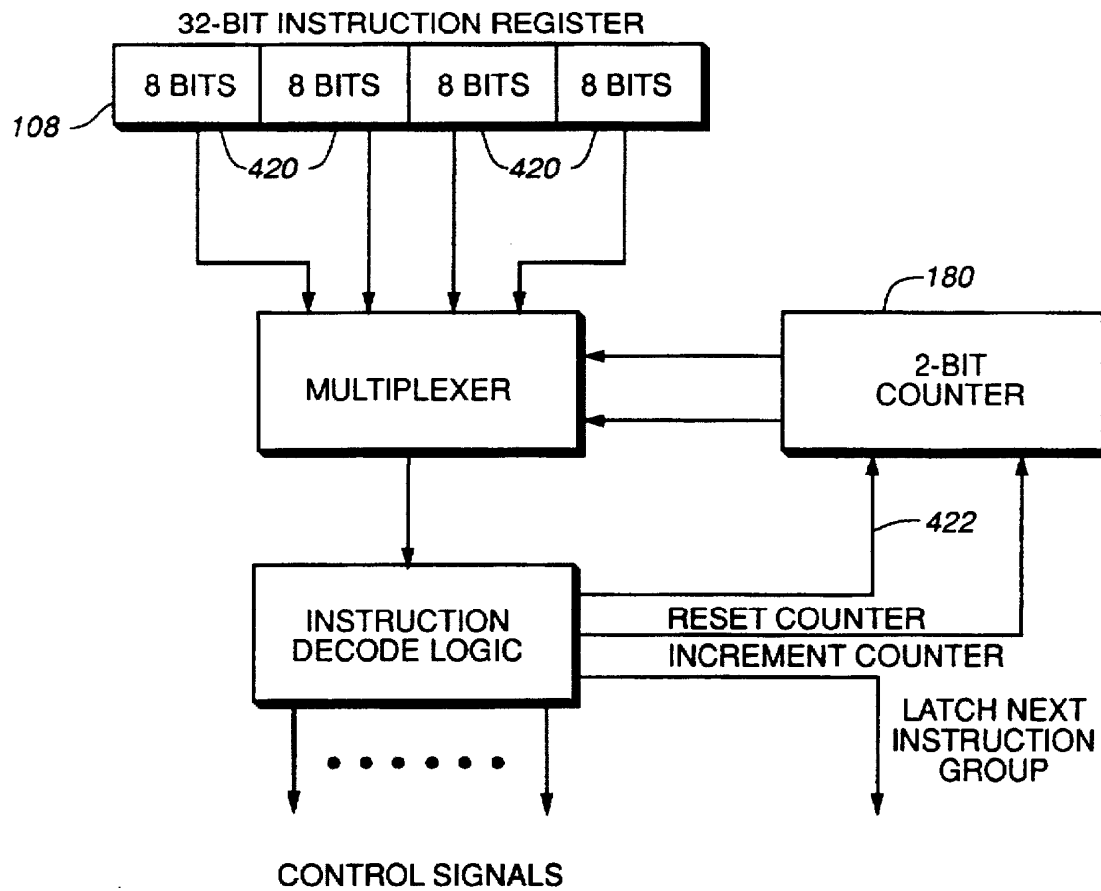 32-BIT INSTRUCTION REGISTER
8 BITS 8 BITS 8 BITS 8 BITS
108
420 420
180
MULTIPLEXER
2-BIT
COUNTER
422
INSTRUCTION
DECODE LOGIC
RESET COUNTER
INCREMENT COUNTER
LATCH NEXT
INSTRUCTION
GROUP
CONTROL SIGNALS